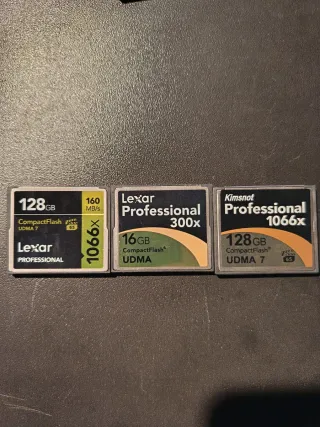 128GB
160
MB/s
CompactFlash
UDMA 7
Lexar
PROFESSIONAL
1066x
Lexar
Professional
300x
16GB
CompactFlash
UDMA
Kimsnot
Professional
1066x
128GB
CompactFlash
UDMA 7